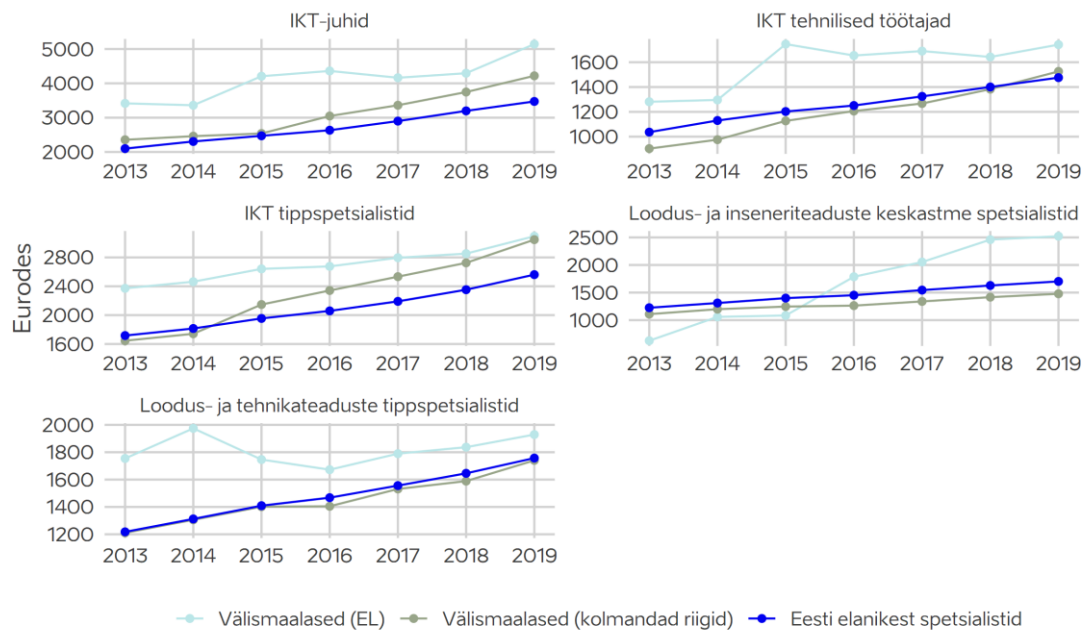 IKT-juhid
5000
4000
3000
2000
2013 2014 2015 2016 2017 2018 2019
IKT tehnilised töötajad
1600
1400
1200
1000
2013 2014 2015 2016 2017 2018 2019
IKT tippspetsialistid
Eurodes
2800
2400
2000
1600
2013 2014 2015 2016 2017 2018 2019
Loodus- ja inseneriteaduste keskastme spetsialistid
2500
2000
1500
1000
2013 2014 2015 2016 2017 2018 2019
Loodus- ja tehnikateaduste tippspetsialistid
2000
1800
1600
1400
1200
2013 2014 2015 2016 2017 2018 2019
Välismaalased (EL) Välismaalased (kolmandad riigid) Eesti elanikest spetsialistid